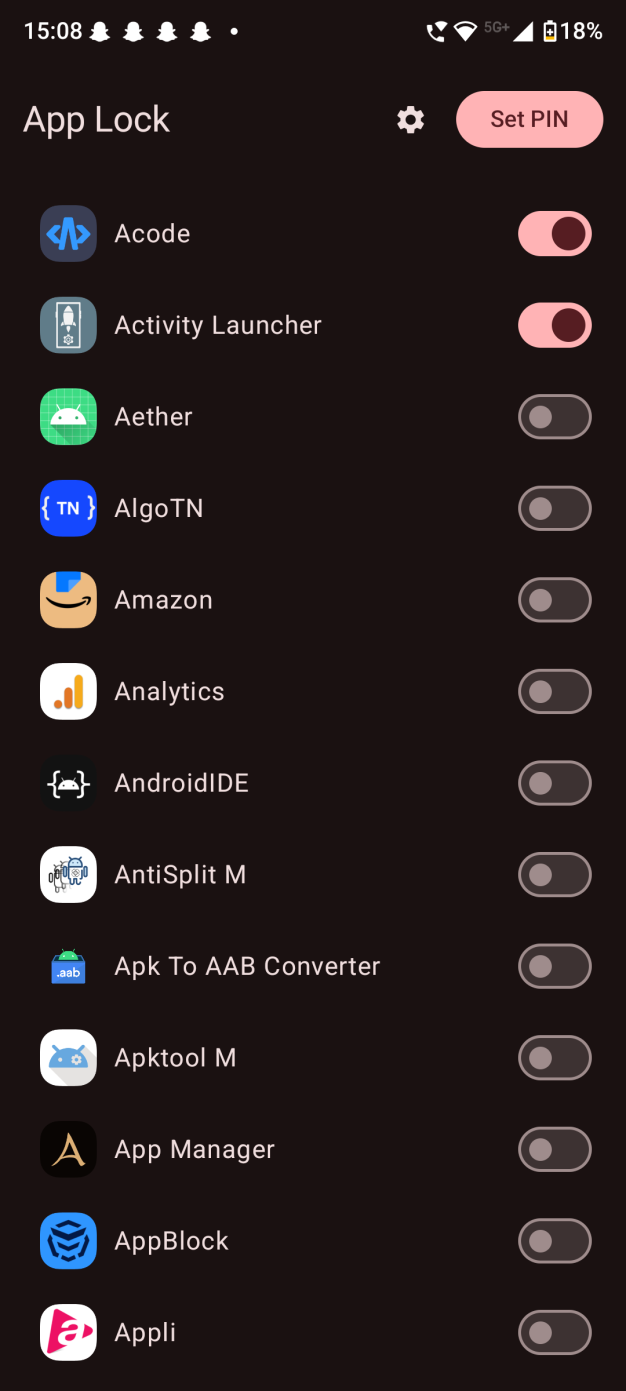 15:08 5G+ 18%
App Lock Set PIN
Acode
Activity Launcher
Aether
{ TN } AlgoTN
Amazon
Analytics
AndroidIDE
AntiSplit M
.aab Apk To AAB Converter
Apktool M
App Manager
AppBlock
a Appli